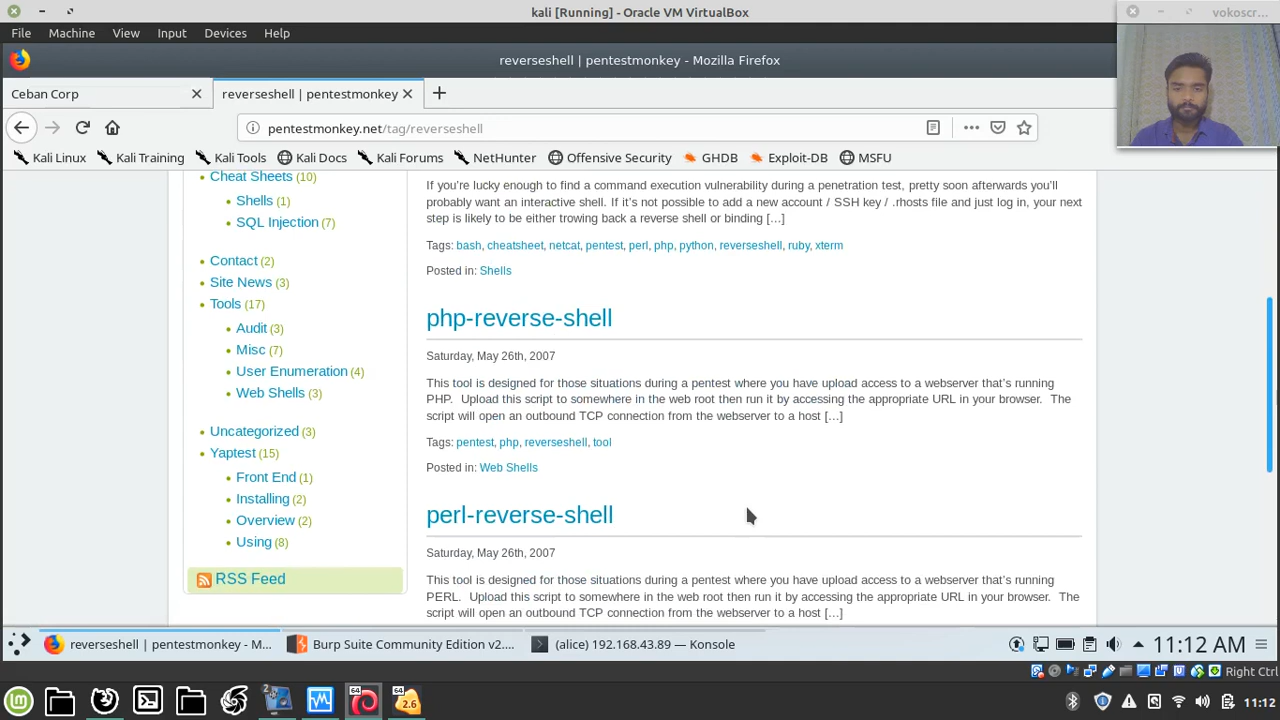 kali [Running] - Oracle VM VirtualBox
vokoscr...
File Machine View Input Devices Help
reverseshell | pentestmonkey - Mozilla Firefox
Ceban Corp
reverseshell | pentestmonkey
pentestmonkey.net/tag/reverseshell
Kali Linux Kali Training Kali Tools Kali Docs Kali Forums NetHunter Offensive Security GHDB Exploit-DB MSFU
Cheat Sheets (10)
Shells (1)
SQL Injection (7)
Contact (2)
Site News (3)
Tools (17)
Audit (3)
Misc (7)
User Enumeration (4)
Web Shells (3)
Uncategorized (3)
Yaptest (15)
Front End (1)
Installing (2)
Overview (2)
Using (8)
RSS Feed
If you're lucky enough to find a command execution vulnerability during a penetration test, pretty soon afterwards you'll
probably want an interactive shell. If it's not possible to add a new account / SSH key / .rhosts file and just log in, your next
step is likely to be either trowing back a reverse shell or binding [...]
Tags: bash, cheatsheet, netcat, pentest, perl, php, python, reverseshell, ruby, xterm
Posted in: Shells
php-reverse-shell
Saturday, May 26th, 2007
This tool is designed for those situations during a pentest where you have upload access to a webserver that's running
PHP. Upload this script to somewhere in the web root then run it by accessing the appropriate URL in your browser. The
script will open an outbound TCP connection from the webserver to a host [...]
Tags: pentest, php, reverseshell, tool
Posted in: Web Shells
perl-reverse-shell
Saturday, May 26th, 2007
This tool is designed for those situations during a pentest where you have upload access to a webserver that's running
PERL. Upload this script to somewhere in the web root then run it by accessing the appropriate URL in your browser. The
script will open an outbound TCP connection from the webserver to a host [...]
reverseshell | pentestmonkey - M...
Burp Suite Community Edition v2....
(alice) 192.168.43.89 — Konsole
11:12 AM
Right Ctrl
2
64
64
2.6
11:12